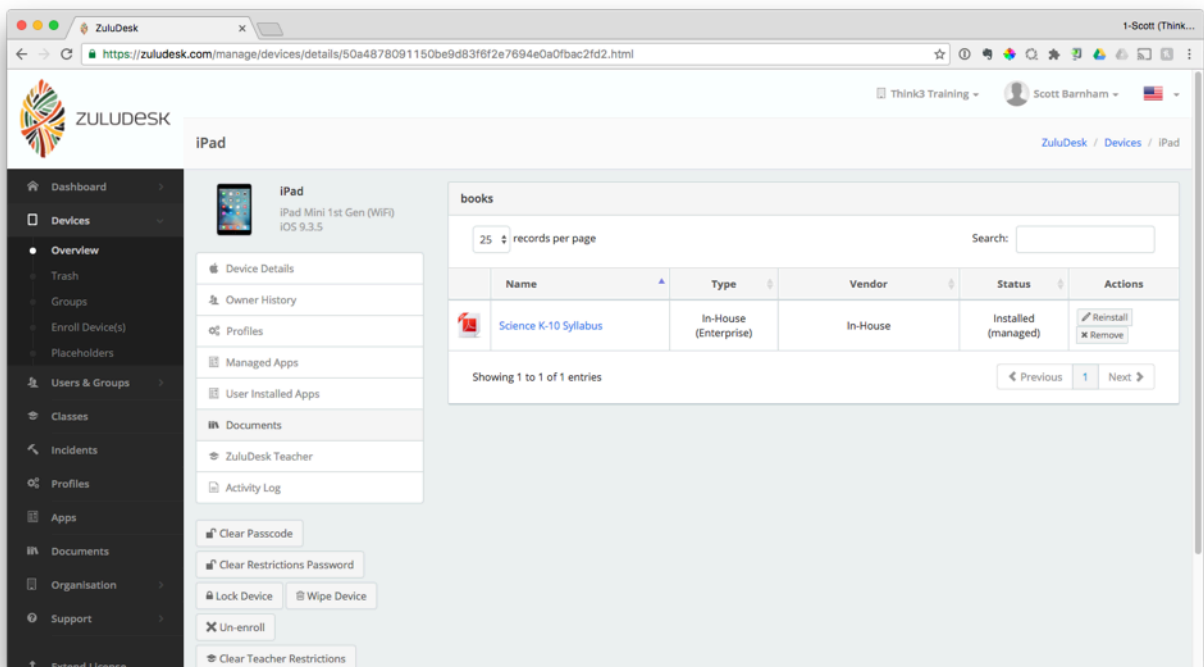 ZuluDesk
1-Scott (Think...
https://zuludesk.com/manage/devices/details/50a4878091150be9d83f6f2e7694e0a0fbac2fd2.html
ZULUDESK
Think3 Training
Scott Barnham
iPad
ZuluDesk / Devices / iPad
Dashboard
Devices
Overview
Trash
Groups
Enroll Device(s)
Placeholders
Users & Groups
Classes
Incidents
Profiles
Apps
Documents
Organisation
Support
Extend License
iPad
iPad Mini 1st Gen (WiFi)
iOS 9.3.5
Device Details
Owner History
Profiles
Managed Apps
User Installed Apps
Documents
ZuluDesk Teacher
Activity Log
Clear Passcode
Clear Restrictions Password
Lock Device Wipe Device
Un-enroll
Clear Teacher Restrictions
books
25 records per page
Search:
Name Type Vendor Status Actions
Science K-10 Syllabus
In-House
(Enterprise)
In-House
Installed
(managed)
Reinstall
Remove
Showing 1 to 1 of 1 entries
Previous 1 Next